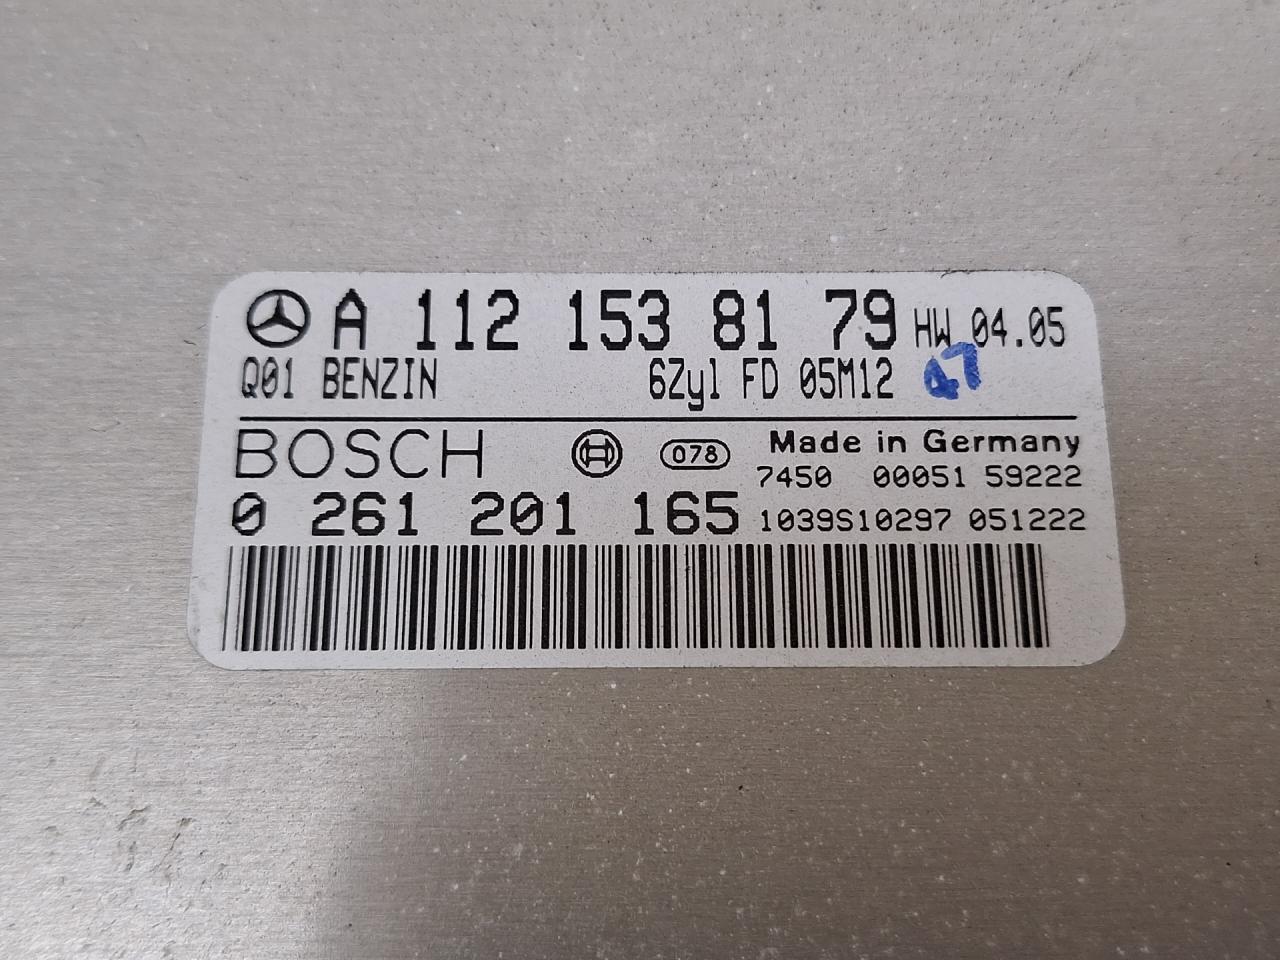 A 112 153 81 79 HW 04.05
Q01 BENZIN 6Zyl FD 05M12 47
BOSCH 078 Made in Germany
7450 00051 59222
0 261 201 165 1039S10297 051222